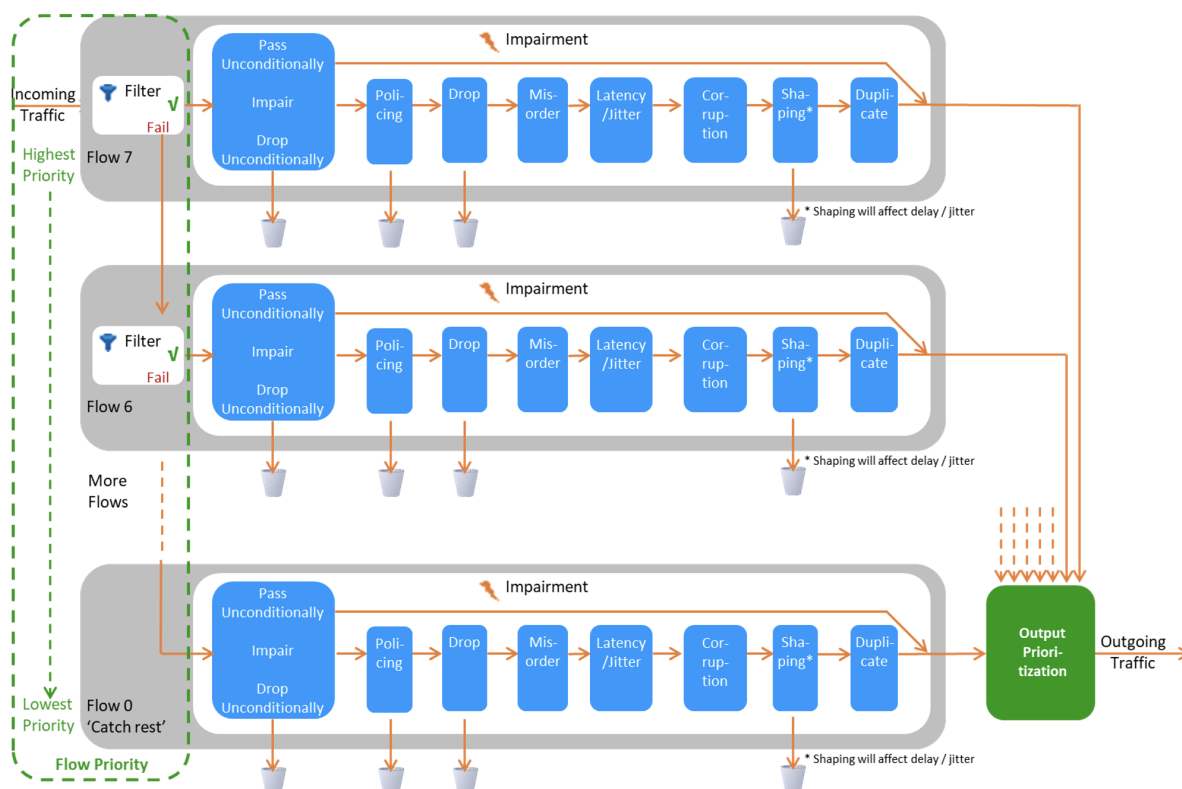 Incoming
Traffic
Filter
√
Fail
Flow 7
Highest
Priority
Pass
Unconditionally
Impair
Drop
Unconditionally
Impairment
Poli-
cing
Drop
Mis-
order
Latency
/Jitter
Cor-
rup-
tion
Sha-
ping*
Dupli-
cate
* Shaping will affect delay / jitter
Filter
√
Fail
Flow 6
Pass
Unconditionally
Impair
Drop
Unconditionally
Impairment
Poli-
cing
Drop
Mis-
order
Latency
/Jitter
Cor-
rup-
tion
Sha-
ping*
Dupli-
cate
* Shaping will affect delay / jitter
More
Flows
Flow 0
'Catch rest'
Lowest
Priority
Flow Priority
Pass
Unconditionally
Impair
Drop
Unconditionally
Impairment
Poli-
cing
Drop
Mis-
order
Latency
/Jitter
Cor-
rup-
tion
Sha-
ping*
Dupli-
cate
* Shaping will affect delay / jitter
Output
Priori-
tization
Outgoing
Traffic